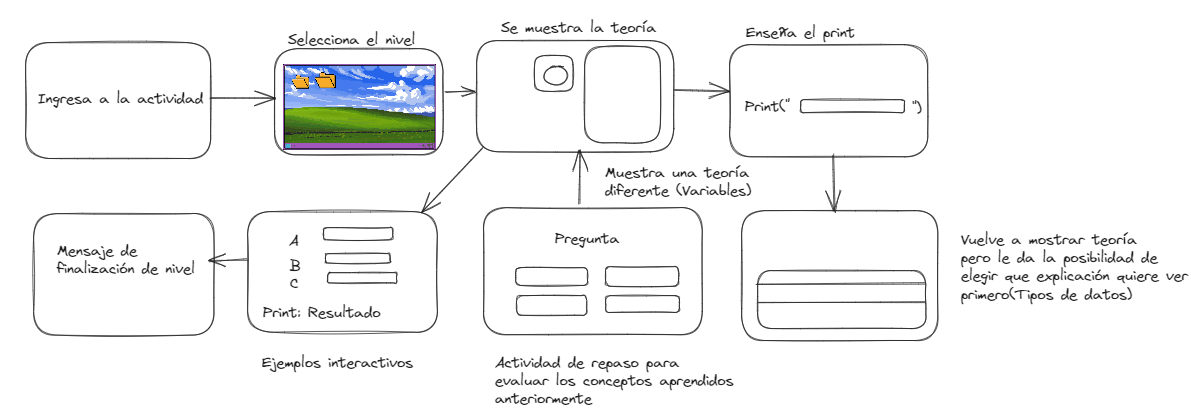 Ingresa a la actividad
Selecciona el nivel
Se muestra la teoría
Enseña el print
Print("          ")
Muestra una teoría
diferente (Variables)
Mensaje de
finalización de nivel
A
B
C
Print: Resultado
Ejemplos interactivos
Pregunta
Actividad de repaso para
evaluar los conceptos aprendidos
anteriormente
Vuelve a mostrar teoría
pero le da la posibilidad de
elegir que explicación quiere ver
primero(Tipos de datos)